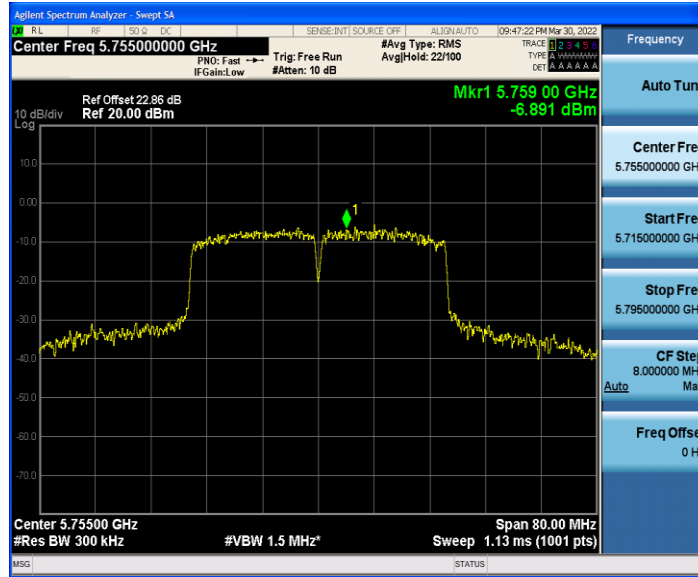 Agilent Spectrum Analyzer - Swept SA
RL RF 50 Ω DC SENSE:INT SOURCE OFF ALIGNAUTO 09:47:22 PM Mar 30, 2022
Center Freq 5.755000000 GHz
PNO: Fast
IFGain:Low
Trig: Free Run
#Atten: 10 dB
#Avg Type: RMS
Avg|Hold: 22/100
TRACE 1 2 3 4 5 6
TYPE A
DET A A A A A A
Ref Offset 22.86 dB
10 dB/div Ref 20.00 dBm
Log
Mkr1 5.759 00 GHz
-6.891 dBm
1
10.0
0.00
-10.0
-20.0
-30.0
-40.0
-50.0
-60.0
-70.0
Center 5.75500 GHz Span 80.00 MHz
#Res BW 300 kHz #VBW 1.5 MHz* Sweep 1.13 ms (1001 pts)
MSG STATUS
Frequency
Auto Tun
Center Fre
5.755000000 GH
Start Fre
5.715000000 GH
Stop Fre
5.795000000 GH
CF Step
8.000000 MH
Auto Ma
Freq Offse
0 H